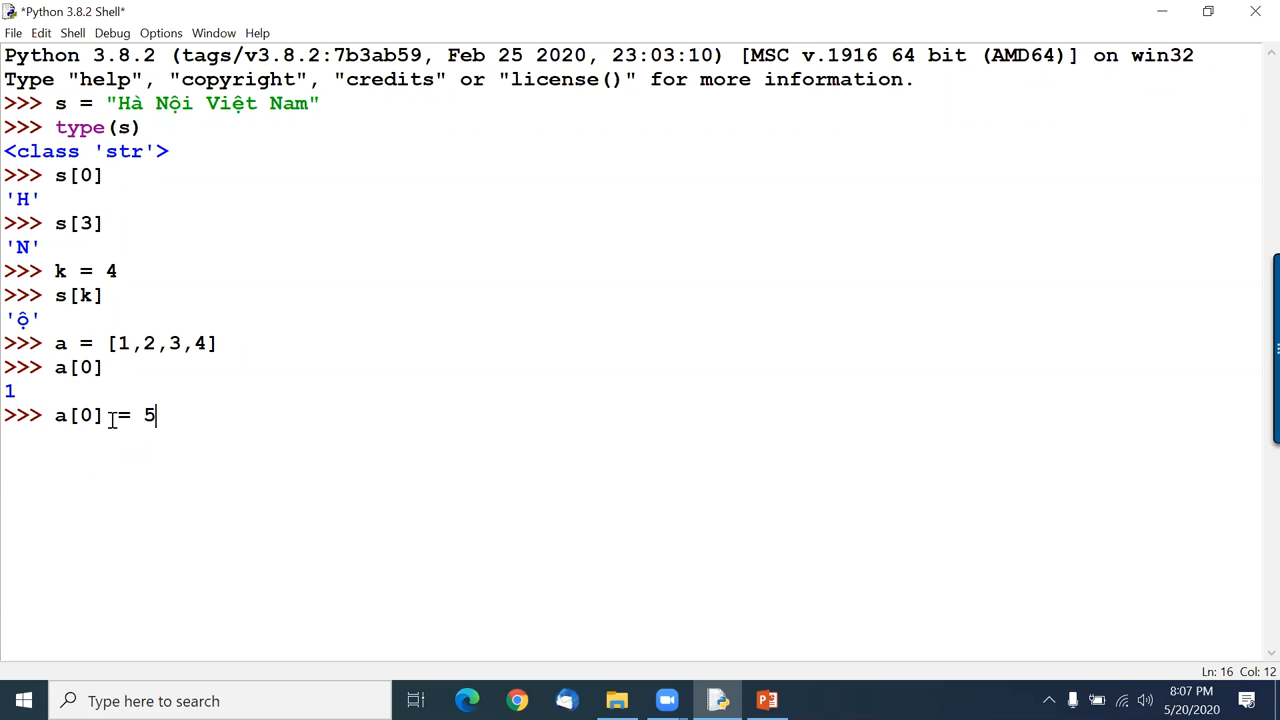 *Python 3.8.2 Shell*
File Edit Shell Debug Options Window Help
Python 3.8.2 (tags/v3.8.2:7b3ab59, Feb 25 2020, 23:03:10) [MSC v.1916 64 bit (AMD64)] on win32
Type "help", "copyright", "credits" or "license()" for more information.
>>> s = "Hà Nội Việt Nam"
>>> type(s)
<class 'str'>
>>> s[0]
'H'
>>> s[3]
'N'
>>> k = 4
>>> s[k]
'ộ'
>>> a = [1,2,3,4]
>>> a[0]
1
>>> a[0] = 5
Ln: 16 Col: 12
Type here to search
8:07 PM
5/20/2020